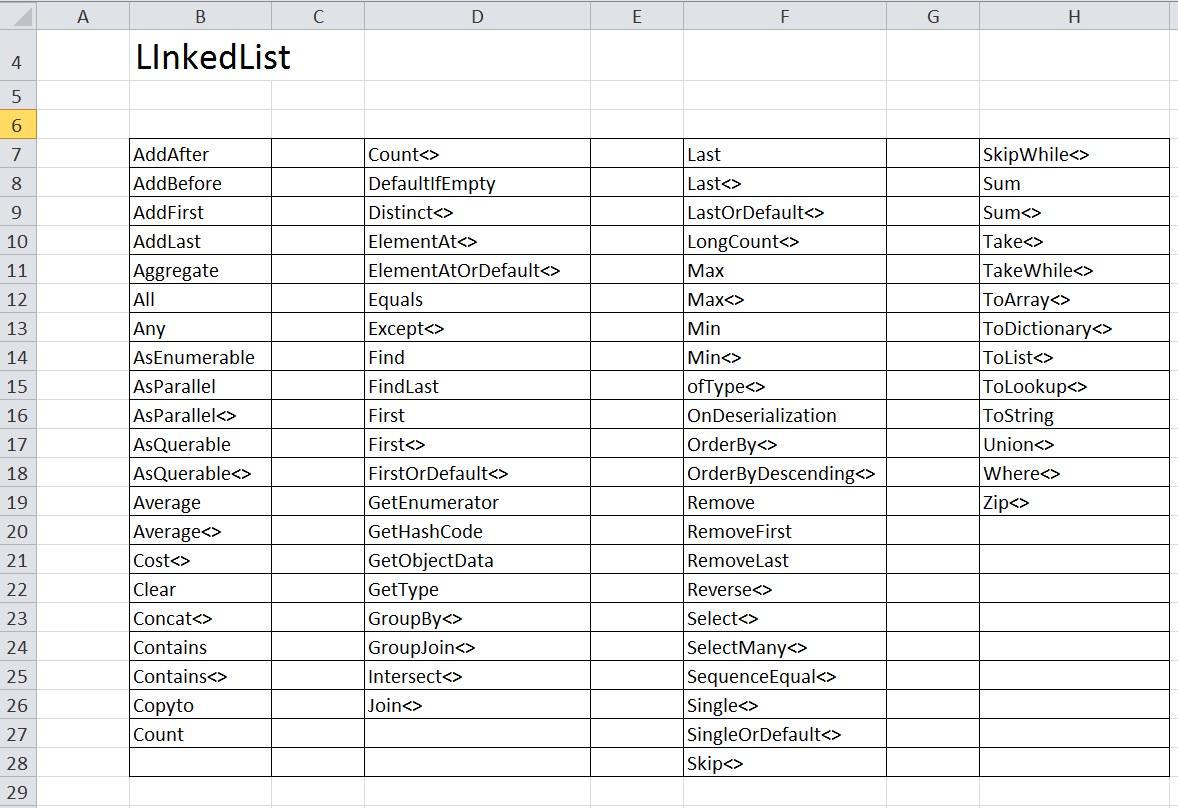 A B C D E F G H
4 LInkedList
5
6
7 AddAfter Count<> Last SkipWhile<>
8 AddBefore DefaultIfEmpty Last<> Sum
9 AddFirst Distinct<> LastOrDefault<> Sum<>
10 AddLast ElementAt<> LongCount<> Take<>
11 Aggregate ElementAtOrDefault<> Max TakeWhile<>
12 All Equals Max<> ToArray<>
13 Any Except<> Min ToDictionary<>
14 AsEnumerable Find Min<> ToList<>
15 AsParallel FindLast ofType<> ToLookup<>
16 AsParallel<> First OnDeserialization ToString
17 AsQuerable First<> OrderBy<> Union<>
18 AsQuerable<> FirstOrDefault<> OrderByDescending<> Where<>
19 Average GetEnumerator Remove Zip<>
20 Average<> GetHashCode RemoveFirst
21 Cost<> GetObjectData RemoveLast
22 Clear GetType Reverse<>
23 Concat<> GroupBy<> Select<>
24 Contains GroupJoin<> SelectMany<>
25 Contains<> Intersect<> SequenceEqual<>
26 Copyto Join<> Single<>
27 Count SingleOrDefault<>
28 Skip<>
29